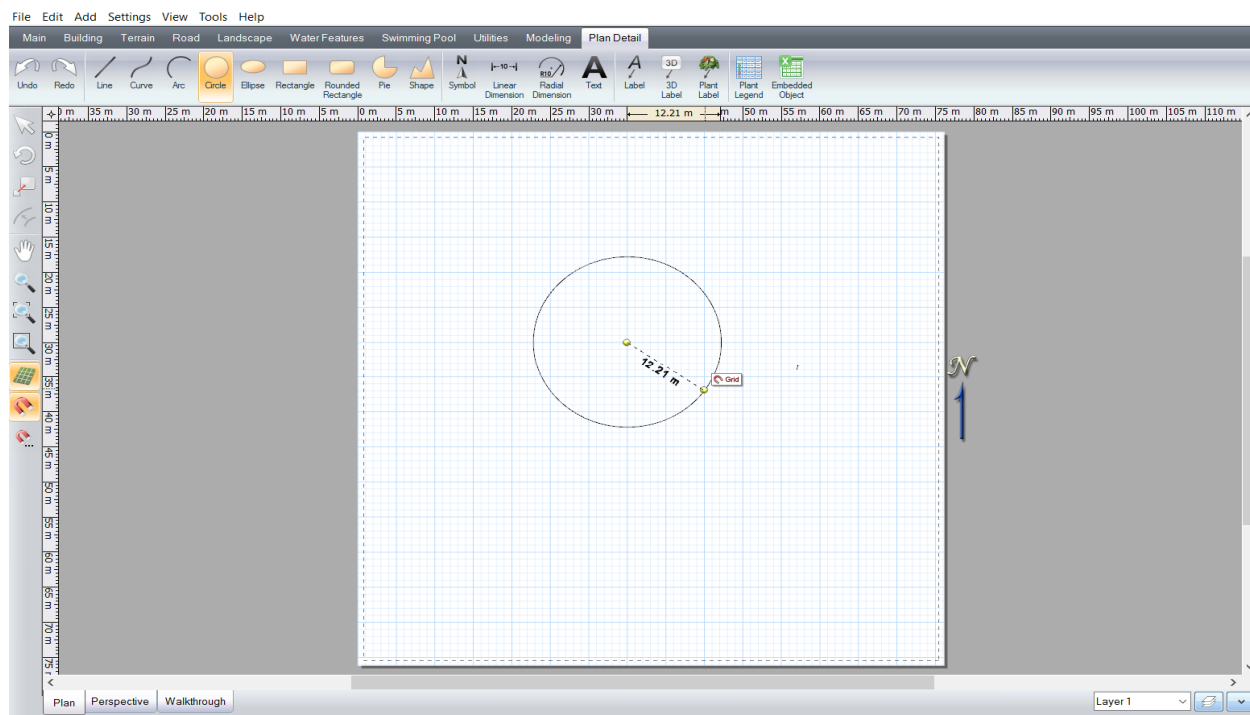 File Edit Add Settings View Tools Help
Main Building Terrain Road Landscape Water Features Swimming Pool Utilities Modeling Plan Detail
N |←10→| R10 A A 3D
Undo Redo Line Curve Arc Circle Ellipse Rectangle Rounded Rectangle Pie Shape Symbol Linear Dimension Radial Dimension Text Label 3D Label Plant Label Plant Legend Embedded Object
0 m 35 m 30 m 25 m 20 m 15 m 10 m 5 m 0 m 5 m 10 m 15 m 20 m 25 m 30 m 12.21 m m 50 m 55 m 60 m 65 m 70 m 75 m 80 m 85 m 90 m 95 m 100 m 105 m 110 m
0 m
5 m
10 m
15 m
20 m
25 m
30 m
35 m
40 m
45 m
50 m
55 m
60 m
65 m
70 m
75
12.21 m
Grid
N
Plan Perspective Walkthrough Layer 1